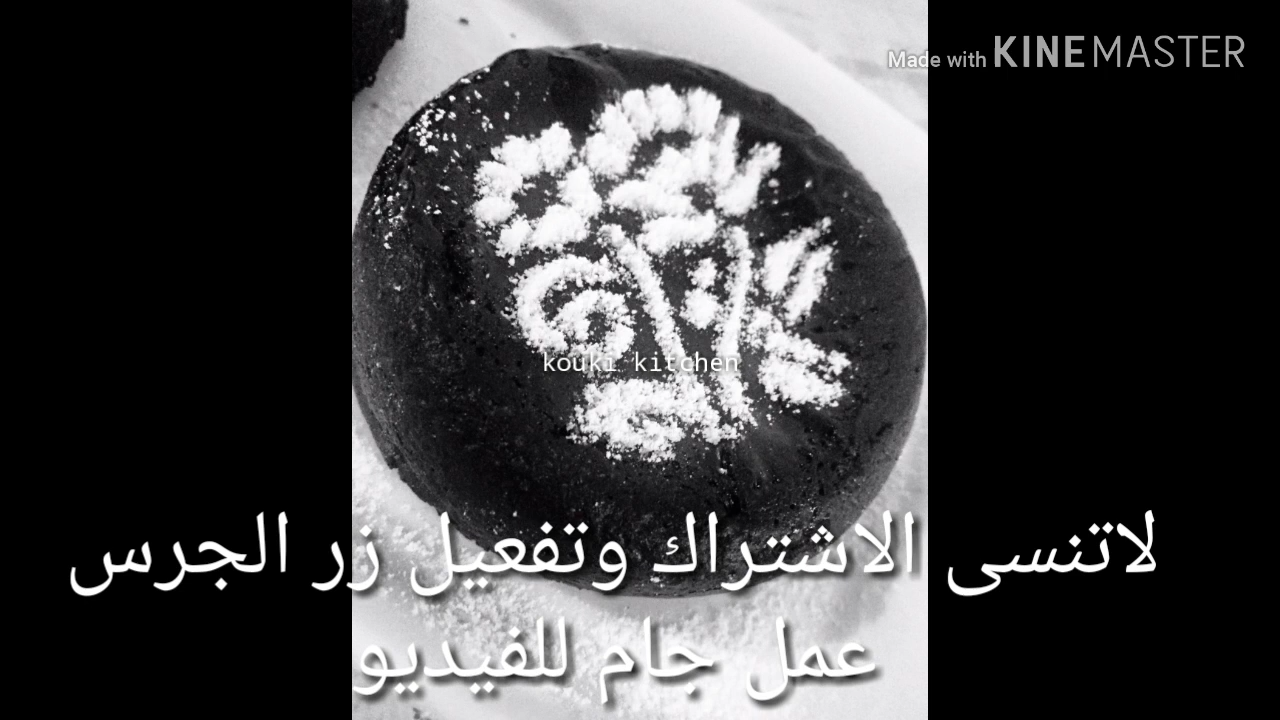 Made with KINEMASTER
kouki kitchen
لاتنسى الاشتراك وتفعيل زر الجرس
عمل جام للفيديو